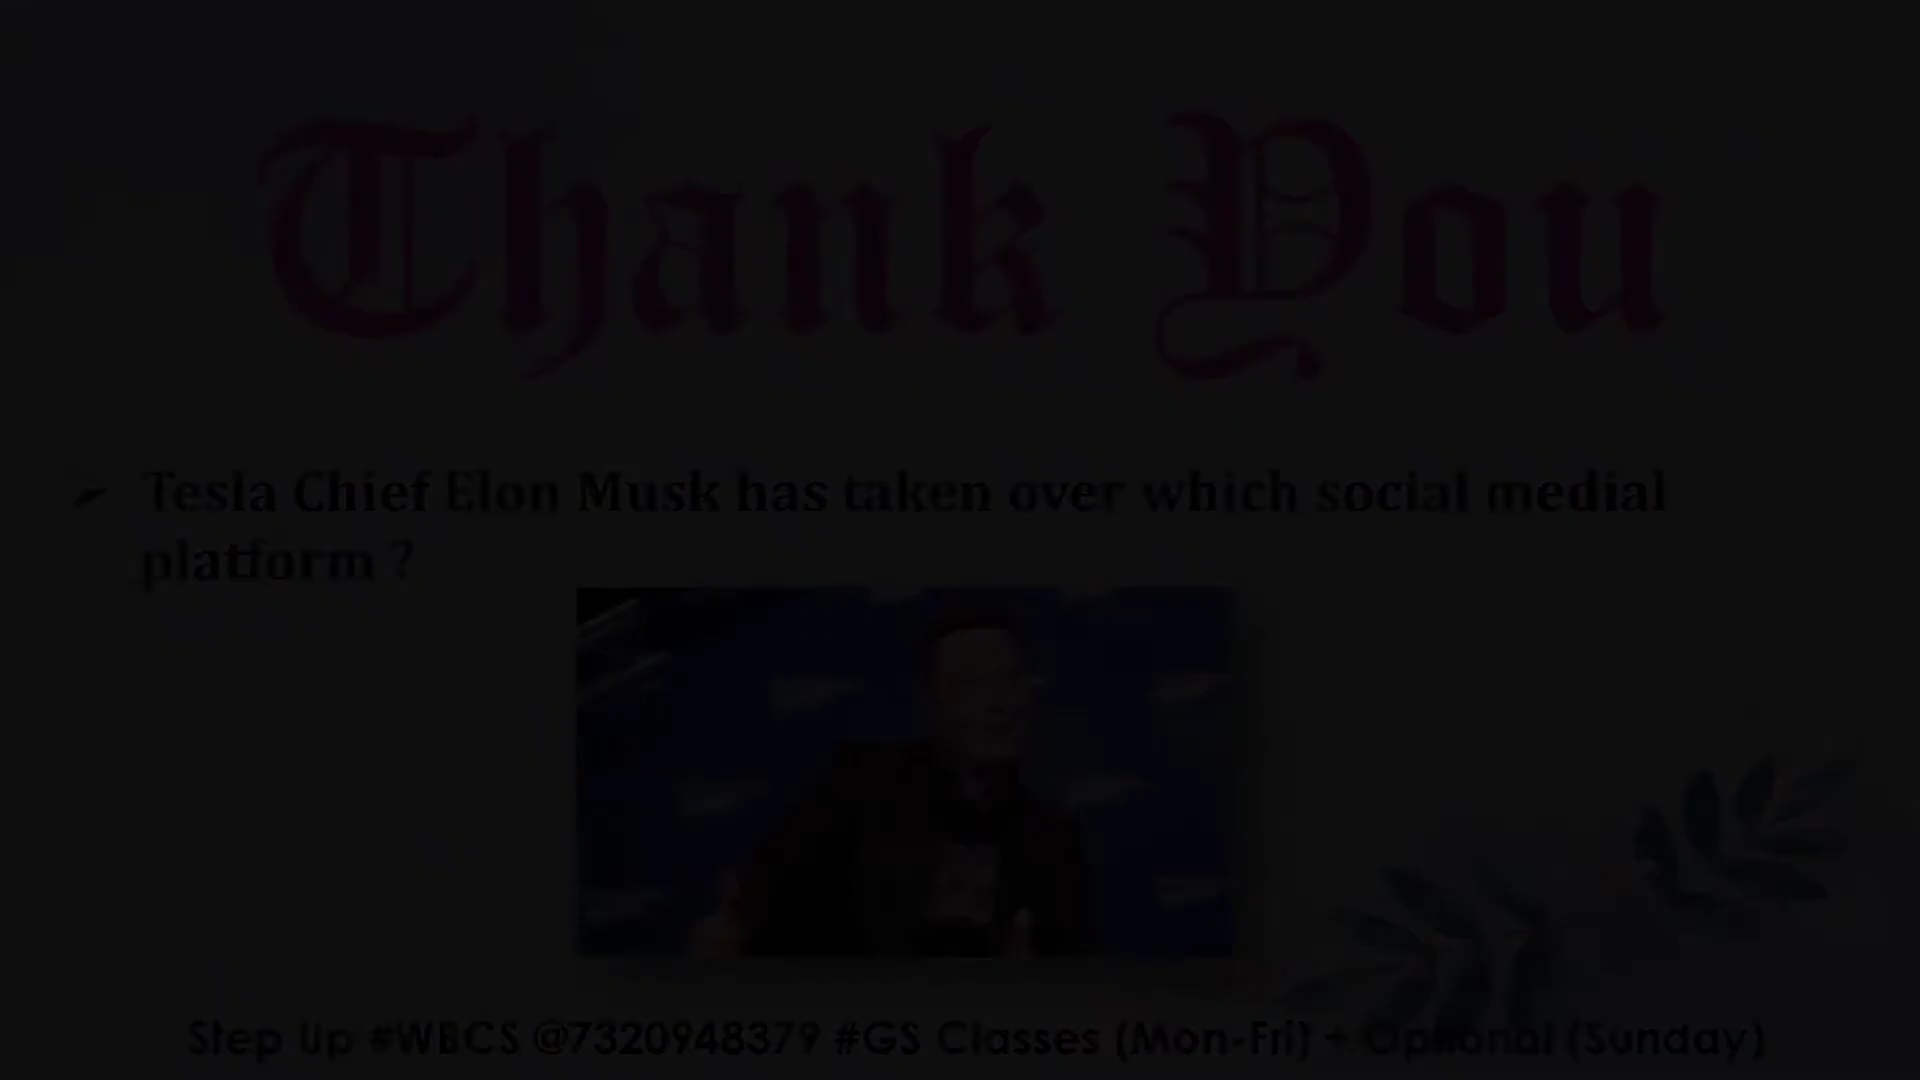 Thank You
➢ Tesla Chief Elon Musk has taken over which social medial
platform ?
Step Up #WBCS @7320948379 #GS Classes (Mon-Fri) + Optional (Sunday)